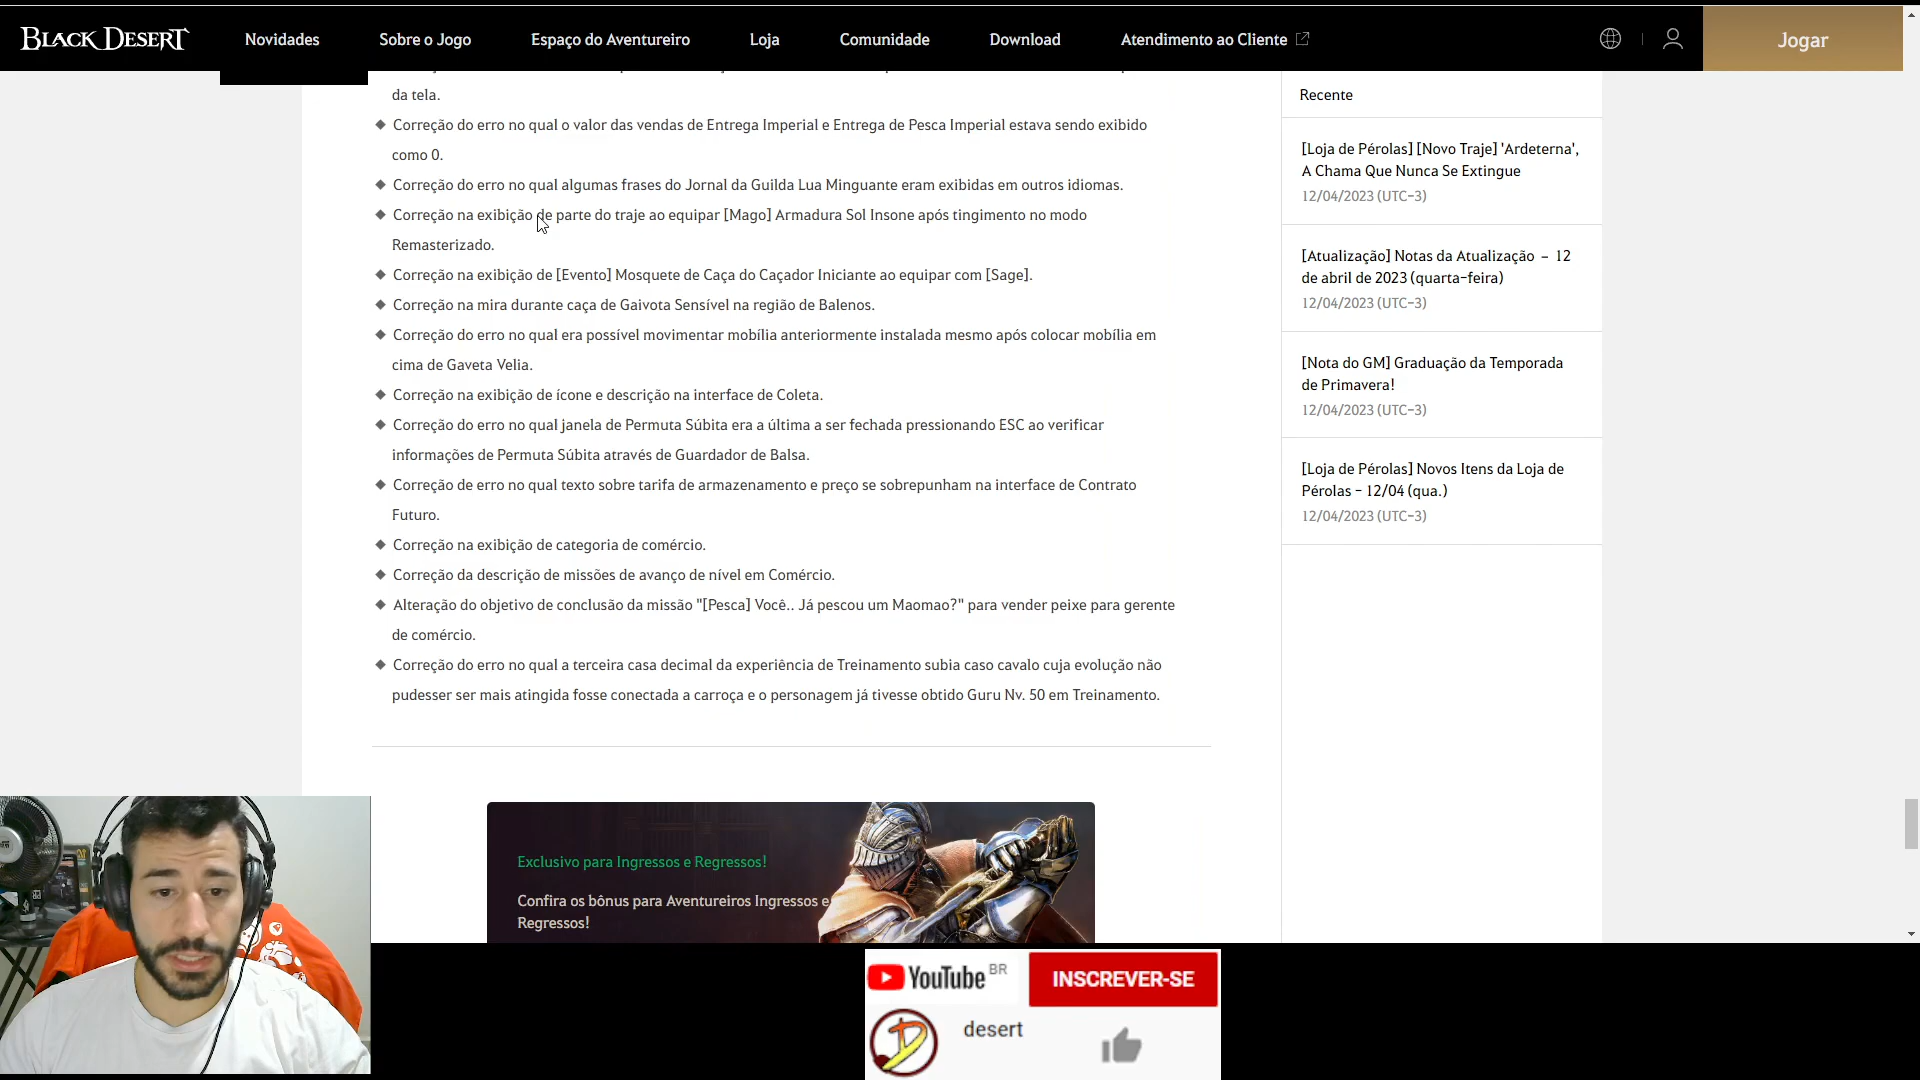 BLACK DESERT
Novidades
Sobre o Jogo
Espaço do Aventureiro
Loja
Comunidade
Download
Atendimento ao Cliente
Jogar
da tela.
◆ Correção do erro no qual o valor das vendas de Entrega Imperial e Entrega de Pesca Imperial estava sendo exibido
como 0.
◆ Correção do erro no qual algumas frases do Jornal da Guilda Lua Minguante eram exibidas em outros idiomas.
◆ Correção na exibição de parte do traje ao equipar [Mago] Armadura Sol Insone após tingimento no modo
Remasterizado.
◆ Correção na exibição de [Evento] Mosquete de Caça do Caçador Iniciante ao equipar com [Sage].
◆ Correção na mira durante caça de Gaivota Sensível na região de Balenos.
◆ Correção do erro no qual era possível movimentar mobília anteriormente instalada mesmo após colocar mobília em
cima de Gaveta Velia.
◆ Correção na exibição de ícone e descrição na interface de Coleta.
◆ Correção do erro no qual janela de Permuta Súbita era a última a ser fechada pressionando ESC ao verificar
informações de Permuta Súbita através de Guardador de Balsa.
◆ Correção de erro no qual texto sobre tarifa de armazenamento e preço se sobrepunham na interface de Contrato
Futuro.
◆ Correção na exibição de categoria de comércio.
◆ Correção da descrição de missões de avanço de nível em Comércio.
◆ Alteração do objetivo de conclusão da missão "[Pesca] Você.. Já pescou um Maomao?" para vender peixe para gerente
de comércio.
◆ Correção do erro no qual a terceira casa decimal da experiência de Treinamento subia caso cavalo cuja evolução não
pudesser ser mais atingida fosse conectada a carroça e o personagem já tivesse obtido Guru Nv. 50 em Treinamento.
Exclusivo para Ingressos e Regressos!
Confira os bônus para Aventureiros Ingressos e
Regressos!
Recente
[Loja de Pérolas] [Novo Traje] 'Ardeterna',
A Chama Que Nunca Se Extingue
12/04/2023 (UTC-3)
[Atualização] Notas da Atualização － 12
de abril de 2023 (quarta-feira)
12/04/2023 (UTC-3)
[Nota do GM] Graduação da Temporada
de Primavera!
12/04/2023 (UTC-3)
[Loja de Pérolas] Novos Itens da Loja de
Pérolas - 12/04 (qua.)
12/04/2023 (UTC-3)
YouTube BR
INSCREVER-SE
desert